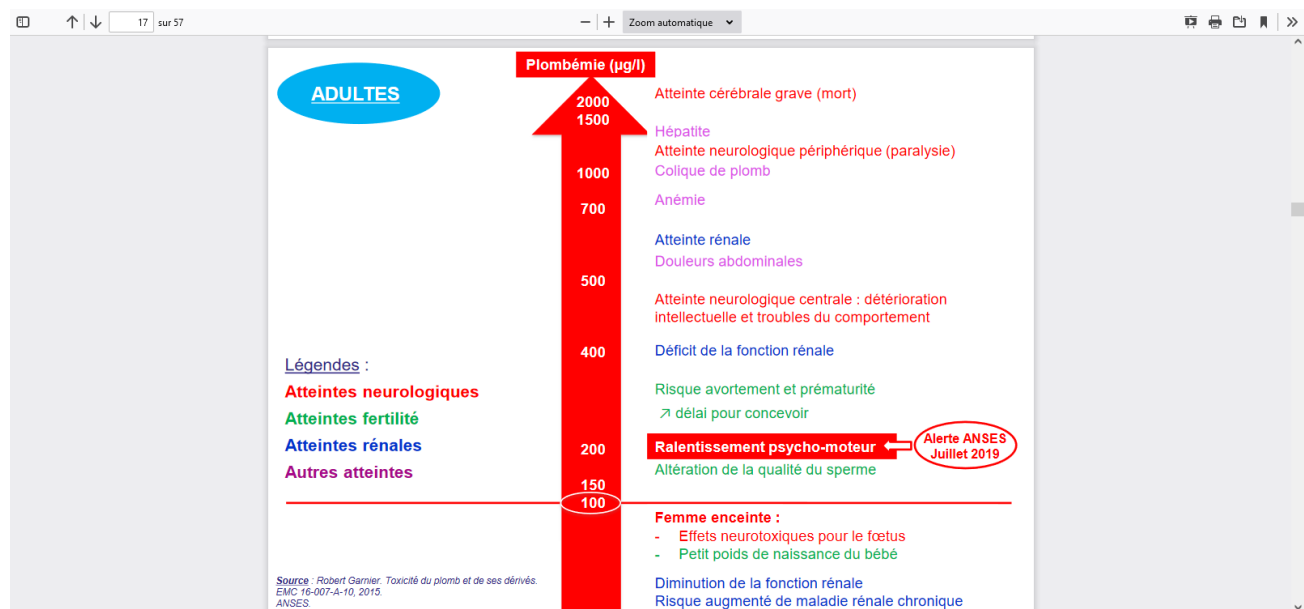 17 sur 57
Zoom automatique
ADULTES
Plombémie (µg/l)
2000
Atteinte cérébrale grave (mort)
1500
Hépatite
Atteinte neurologique périphérique (paralysie)
1000
Colique de plomb
700
Anémie
Atteinte rénale
Douleurs abdominales
500
Atteinte neurologique centrale : détérioration
intellectuelle et troubles du comportement
400
Déficit de la fonction rénale
Légendes :
Atteintes neurologiques
Atteintes fertilité
Atteintes rénales
Autres atteintes
Risque avortement et prématurité
↗ délai pour concevoir
200
Ralentissement psycho-moteur
Alerte ANSES
Juillet 2019
Altération de la qualité du sperme
150
100
Femme enceinte :
- Effets neurotoxiques pour le fœtus
- Petit poids de naissance du bébé
Diminution de la fonction rénale
Risque augmenté de maladie rénale chronique
Source : Robert Garnier. Toxicité du plomb et de ses dérivés.
EMC 16-007-A-10, 2015.
ANSES.